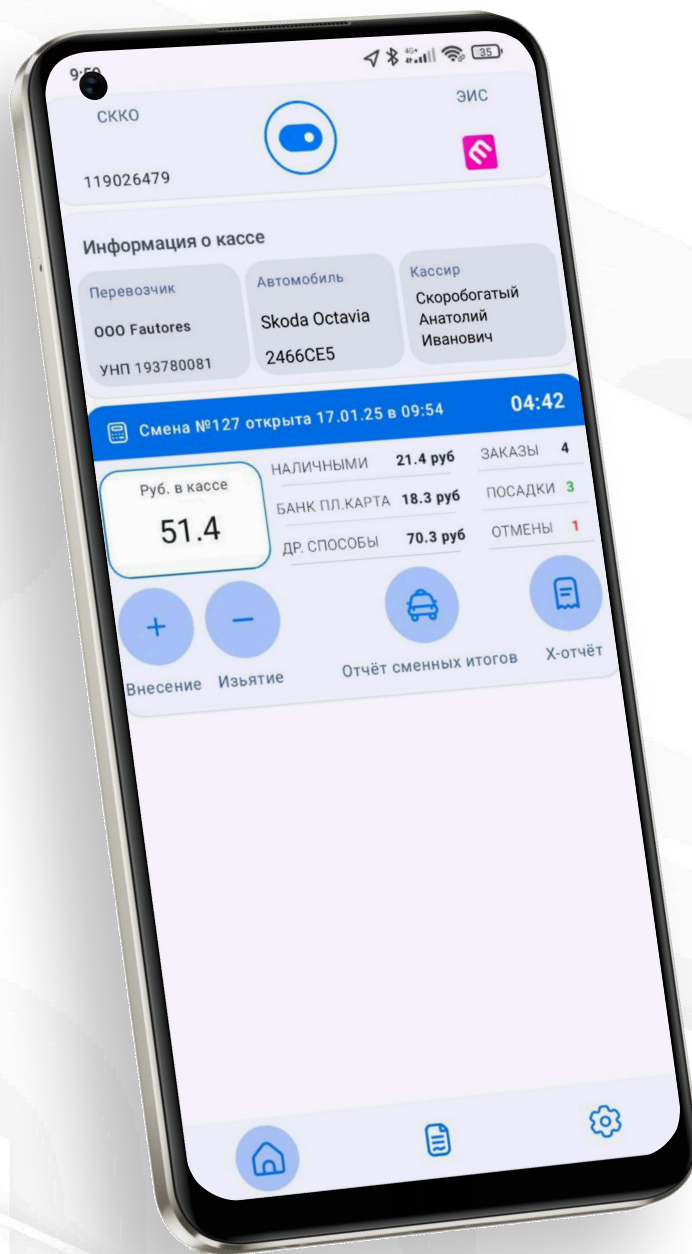 35
СККО
ЭИС
119026479
Информация о кассе
Перевозчик
ООО Fautores
УНП 193780081
Автомобиль
Skoda Octavia
2466CE5
Кассир
Скоробогатый
Анатолий
Иванович
Смена №127 открыта 17.01.25 в 09:54
04:42
Руб. в кассе
51.4
НАЛИЧНЫМИ 21.4 руб
БАНК ПЛ.КАРТА 18.3 руб
ДР. СПОСОБЫ 70.3 руб
ЗАКАЗЫ 4
ПОСАДКИ 3
ОТМЕНЫ 1
Внесение
Изьятие
Отчёт сменных итогов
X-отчёт